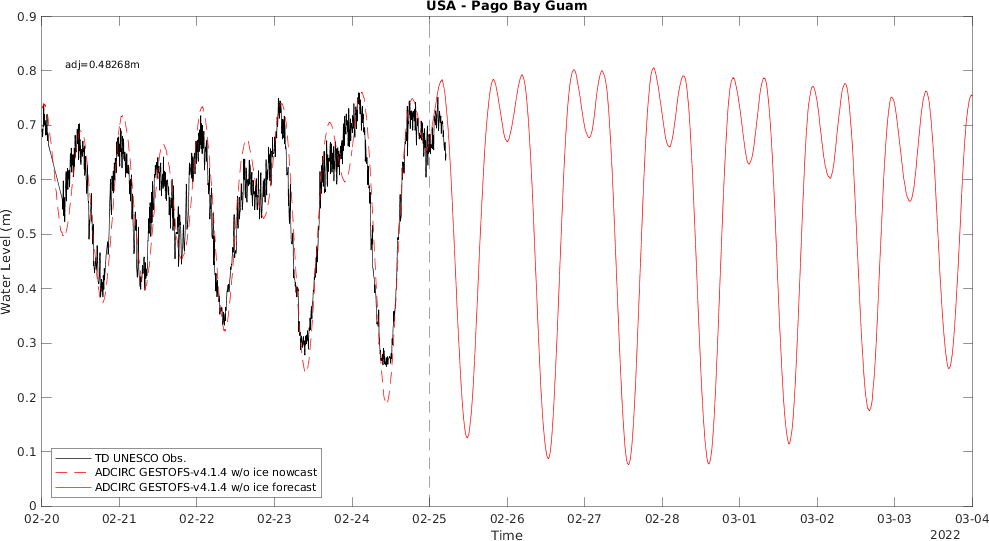 USA - Pago Bay Guam
adj=0.48268m
Water Level (m)
0.9
0.8
0.7
0.6
0.5
0.4
0.3
0.2
0.1
0
TD UNESCO Obs.
ADCIRC GESTOFS-v4.1.4 w/o ice nowcast
ADCIRC GESTOFS-v4.1.4 w/o ice forecast
02-20 02-21 02-22 02-23 02-24 02-25 02-26 02-27 02-28 03-01 03-02 03-03 03-04
Time
2022